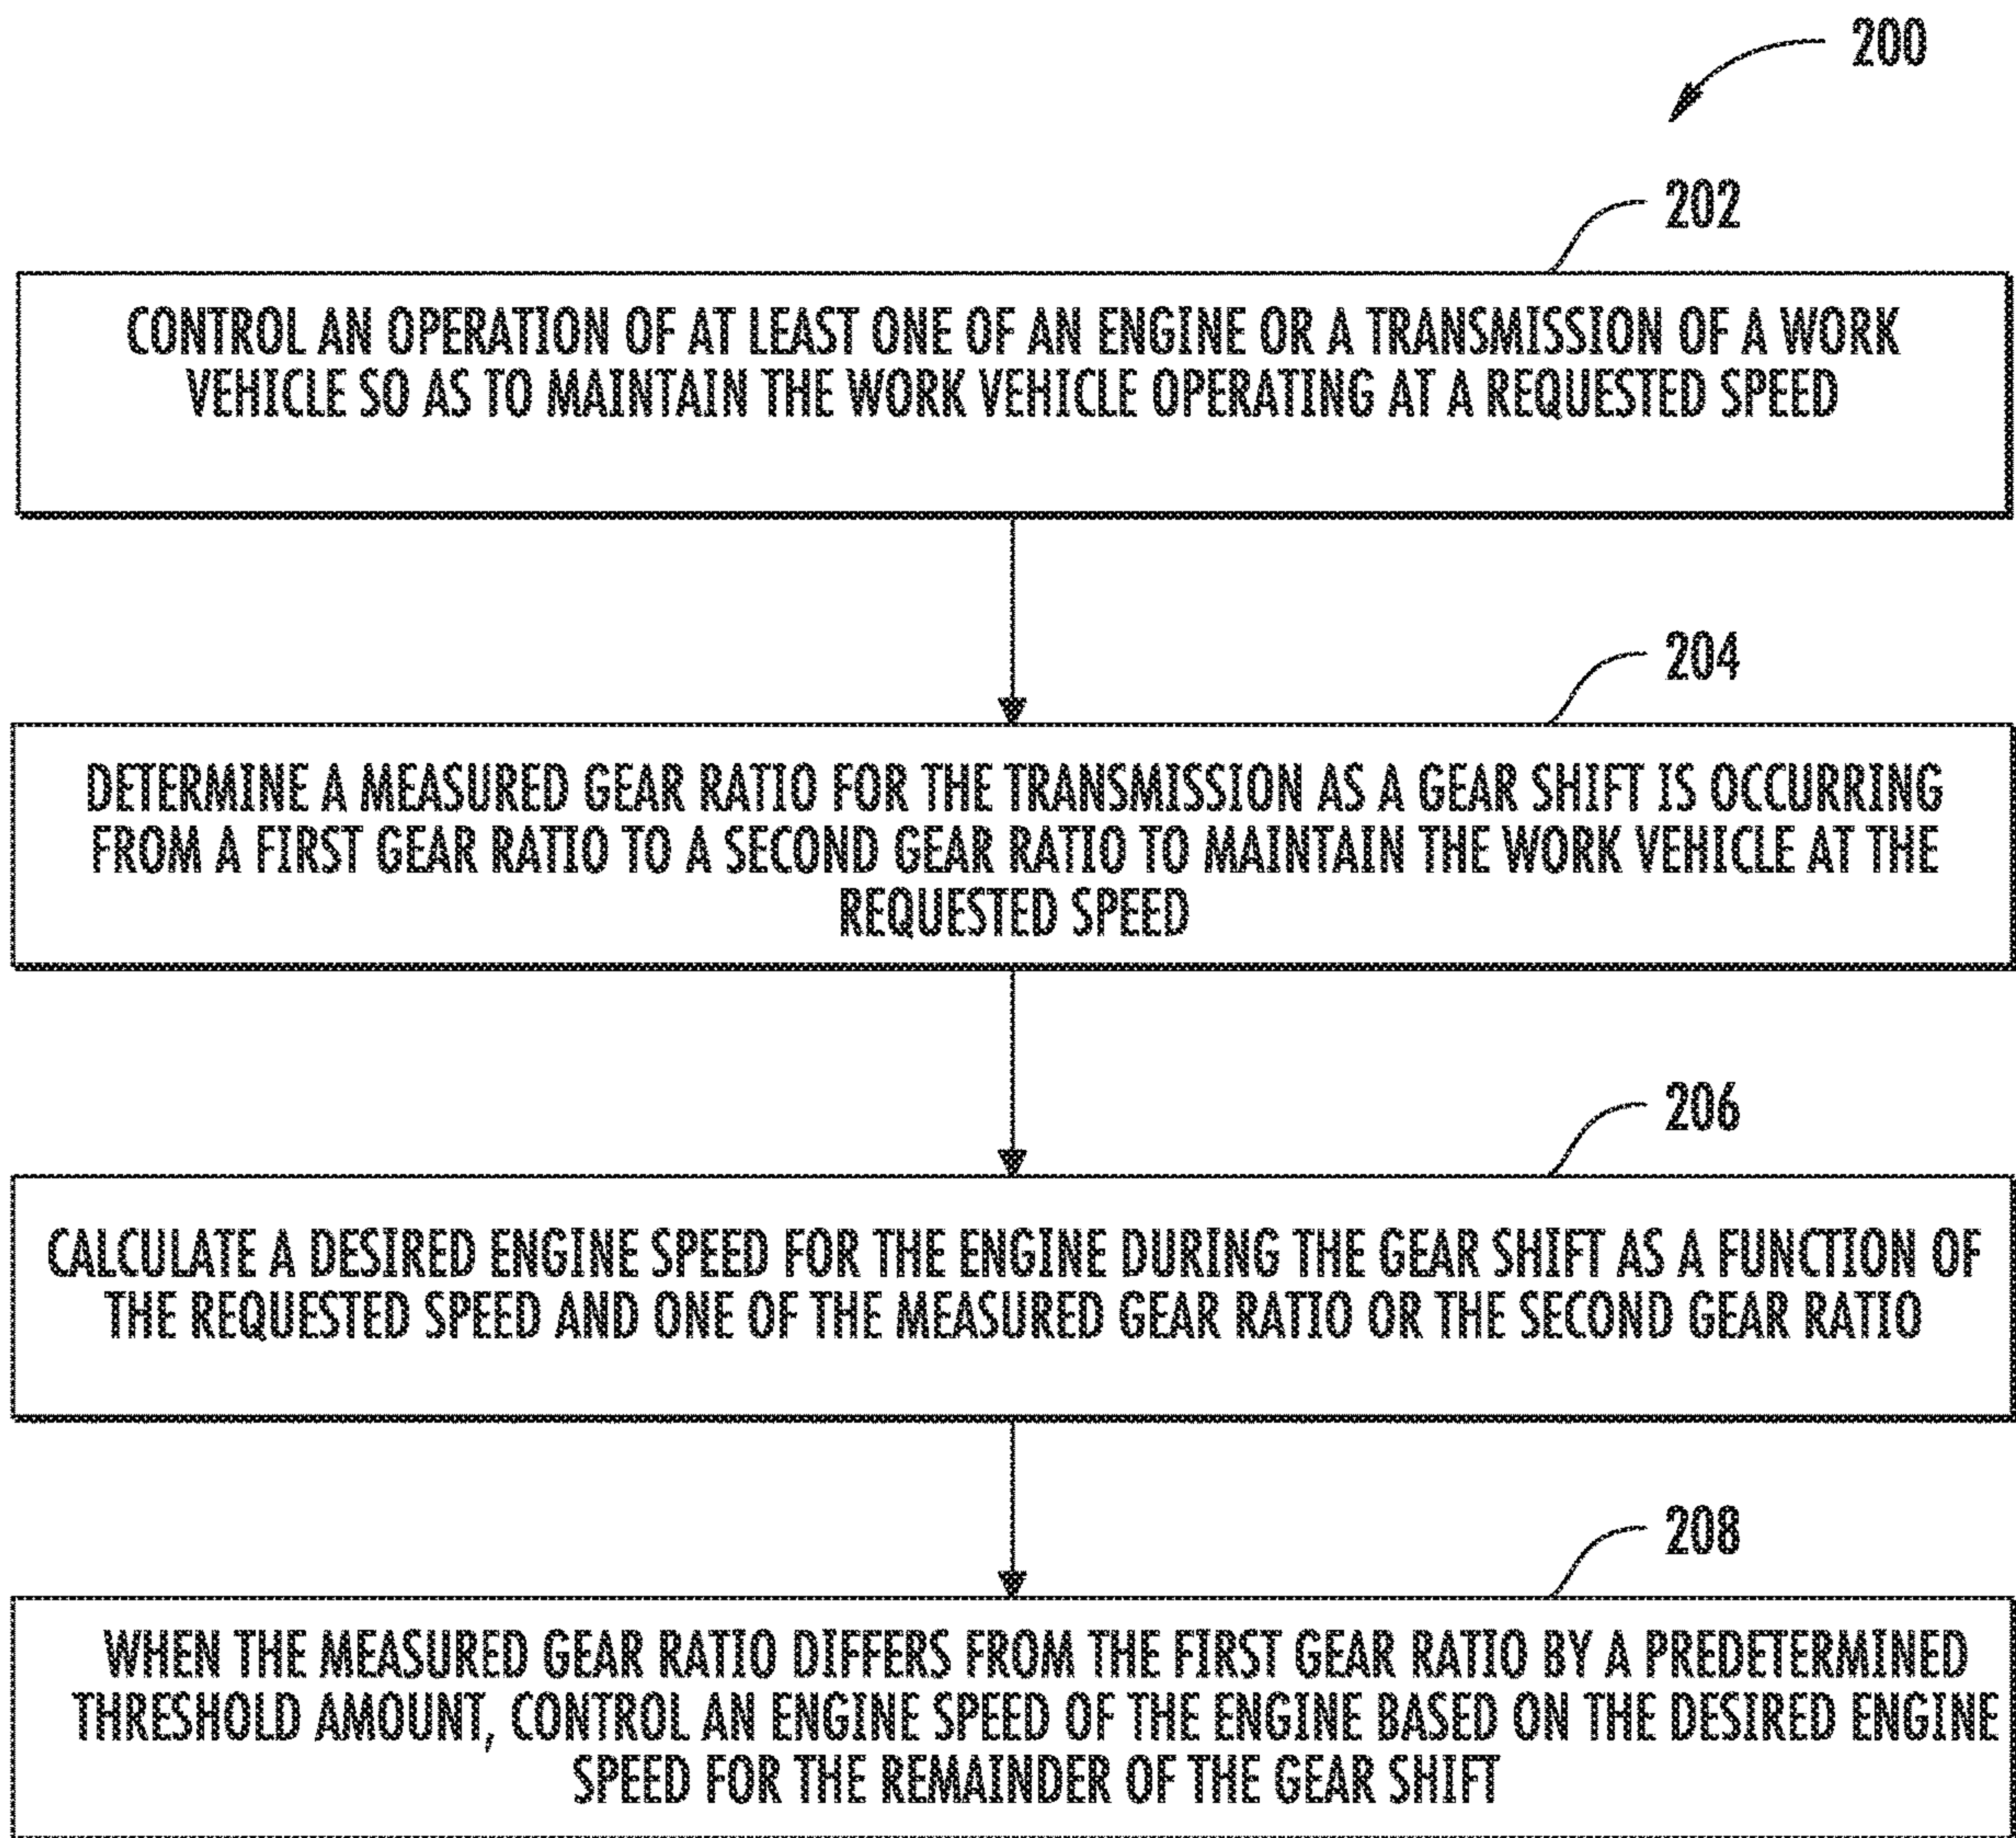 200
202
CONTROL AN OPERATION OF AT LEAST ONE OF AN ENGINE OR A TRANSMISSION OF A WORK
VEHICLE SO AS TO MAINTAIN THE WORK VEHICLE OPERATING AT A REQUESTED SPEED
204
DETERMINE A MEASURED GEAR RATIO FOR THE TRANSMISSION AS A GEAR SHIFT IS OCCURRING
FROM A FIRST GEAR RATIO TO A SECOND GEAR RATIO TO MAINTAIN THE WORK VEHICLE AT THE
REQUESTED SPEED
206
CALCULATE A DESIRED ENGINE SPEED FOR THE ENGINE DURING THE GEAR SHIFT AS A FUNCTION OF
THE REQUESTED SPEED AND ONE OF THE MEASURED GEAR RATIO OR THE SECOND GEAR RATIO
208
WHEN THE MEASURED GEAR RATIO DIFFERS FROM THE FIRST GEAR RATIO BY A PREDETERMINED
THRESHOLD AMOUNT, CONTROL AN ENGINE SPEED OF THE ENGINE BASED ON THE DESIRED ENGINE
SPEED FOR THE REMAINDER OF THE GEAR SHIFT